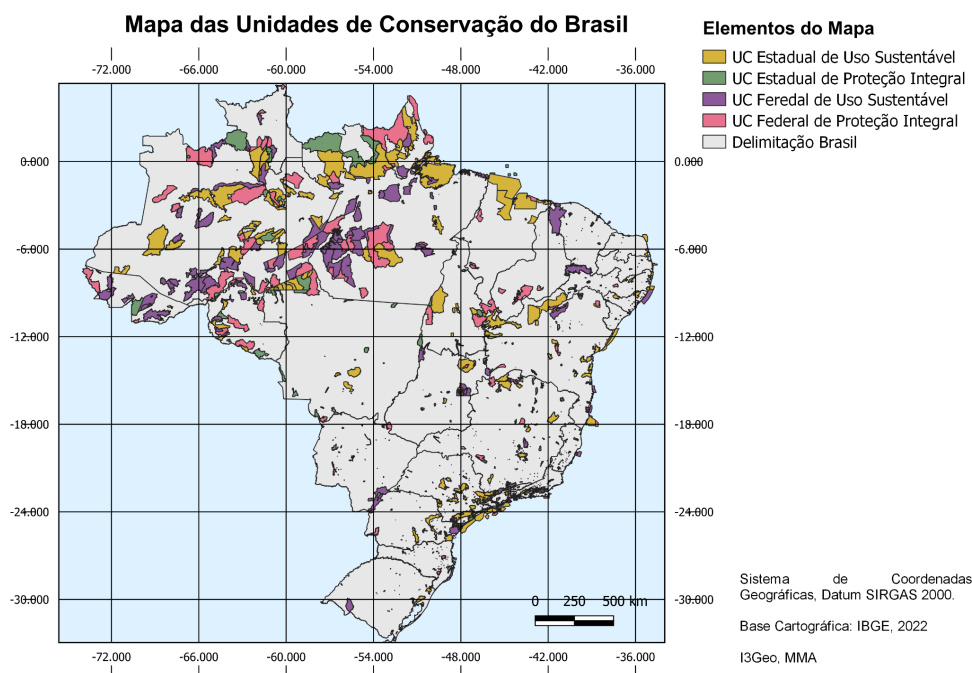 Mapa das Unidades de Conservação do Brasil
-72.000 -66.000 -60.000 -54.000 -48.000 -42.000 -36.000
Elementos do Mapa
UC Estadual de Uso Sustentável
UC Estadual de Proteção Integral
UC Feredal de Uso Sustentável
UC Federal de Proteção Integral
Delimitação Brasil
0.000 0.000
-6.000 -6.000
-12.000 -12.000
-18.000 -18.000
-24.000 -24.000
-30.000 -30.000
0 250 500 km
-72.000 -66.000 -60.000 -54.000 -48.000 -42.000 -36.000
Sistema de Coordenadas
Geográficas, Datum SIRGAS 2000.
Base Cartográfica: IBGE, 2022
I3Geo, MMA